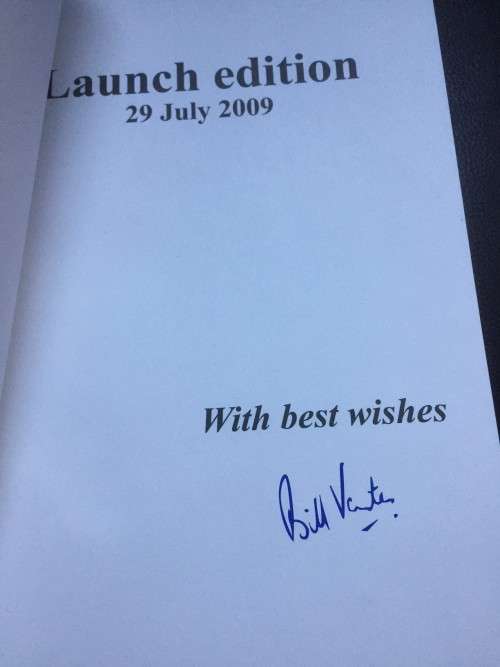 Launch edition
29 July 2009
With best wishes
Bill